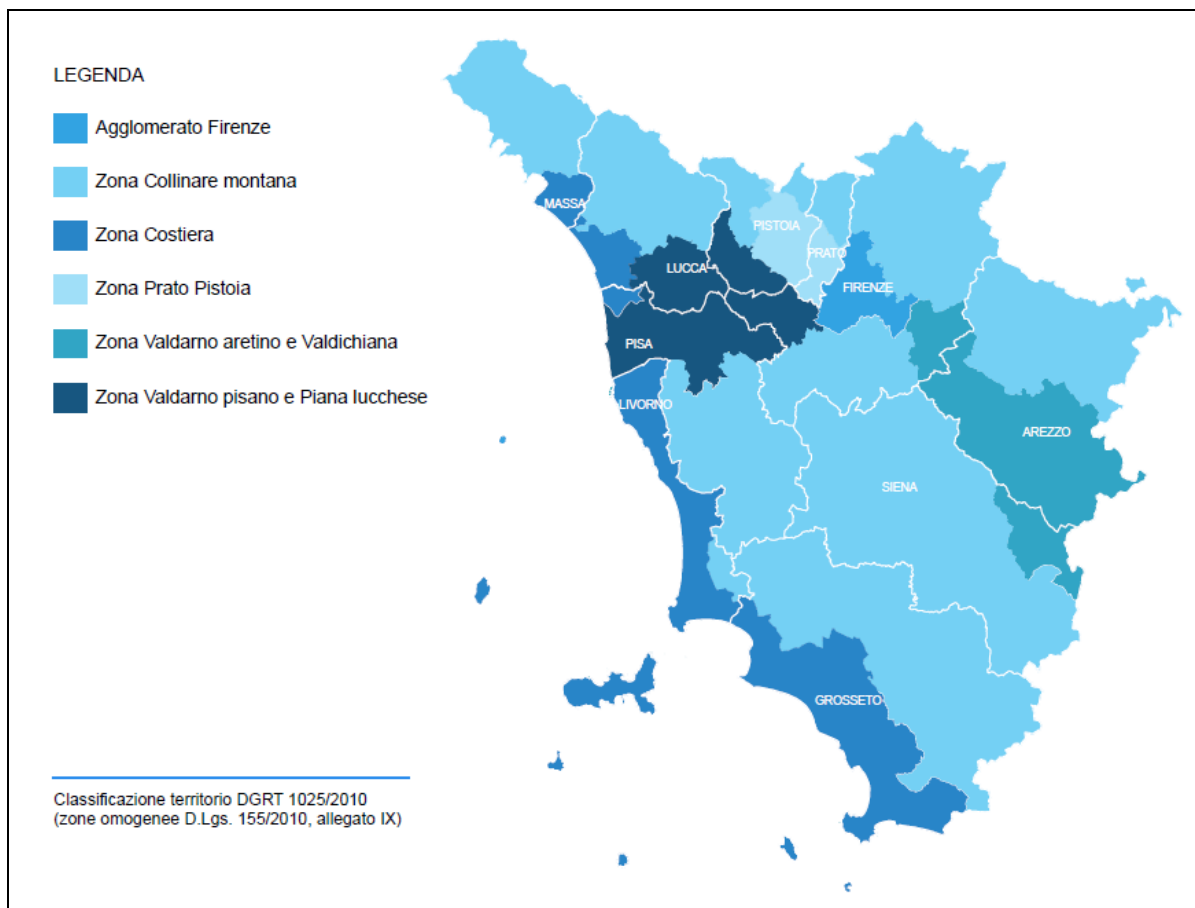 LEGENDA
Agglomerato Firenze
Zona Collinare montana
Zona Costiera
Zona Prato Pistoia
Zona Valdarno aretino e Valdichiana
Zona Valdarno pisano e Piana lucchese
MASSA
PISTOIA
PRATO
LUCCA
FIRENZE
PISA
LIVORNO
AREZZO
SIENA
GROSSETO
Classificazione territorio DGRT 1025/2010
(zone omogenee D.Lgs. 155/2010, allegato IX)